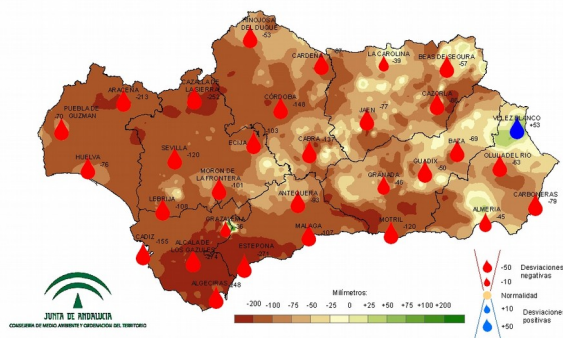 HINOJOSA
DEL DUQUE
-53
CARDEÑA
LA CAROLINA
-39
BEAS DE SEGURA
-57
ARACENA
-213
CAZALLA DE
LA SIERRA
CÓRDOBA
-148
CAZORLA
PUEBLA DE
GUZMAN
-70
JAEN
-77
VELEZ BLANCO
+53
ECIJA
-103
CABRA
-127
BAZA
-69
HUELVA
-78
SEVILLA
-120
GUADIX
-50
OLULA DEL RIO
-63
MORON DE
LA FRONTERA
-101
GRANADA
-46
LEBRIJA
ANTEQUERA
-93
CARBONERAS
-79
GRAZALEMA
ALMERIA
-45
CADIZ
-155
MALAGA
-107
MOTRIL
-120
ALCALA DE
LOS GAZULES
ESTEPONA
ALGECIRAS
JUNTA DE ANDALUCIA
CONSEJERÍA DE MEDIO AMBIENTE Y ORDENACIÓN DEL TERRITORIO
Milímetros:
-200 -100 -75 -50 -25 0 +25 +50 +75 +100 +200
-50
-10
Desviaciones
negativas
Normalidad
+10
+50
Desviaciones
positivas